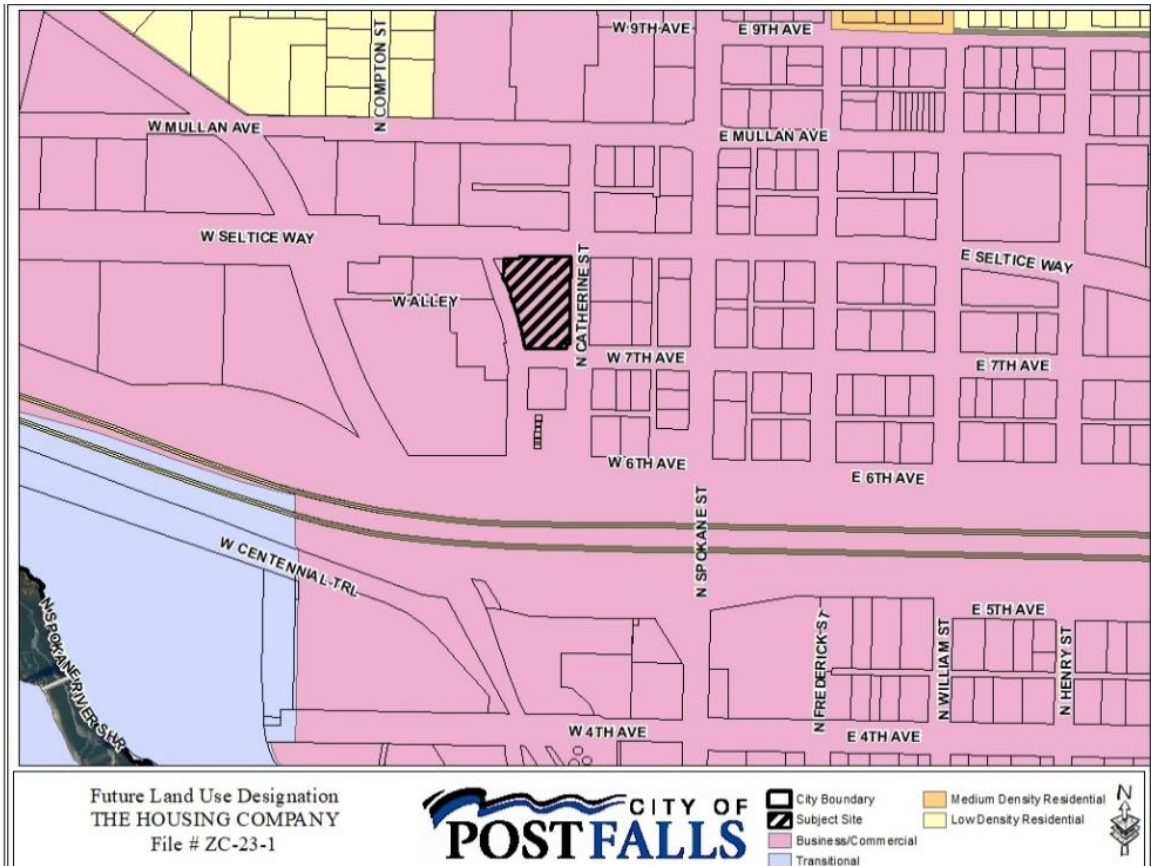 W 9TH AVE
E 9TH AVE
N COMPTON ST
W MULLAN AVE
E MULLAN AVE
W SELTICE WAY
E SELTICE WAY
N CATHERINE ST
W ALLEY
W 7TH AVE
E 7TH AVE
W 6TH AVE
E 6TH AVE
N SPOKANE ST
W CENTENNIAL TRL
N SPOKANE RIVER SHR
N FREDERICK ST
N WILLIAM ST
E 5TH AVE
N HENRY ST
W 4TH AVE
E 4TH AVE
Future Land Use Designation
THE HOUSING COMPANY
File # ZC-23-1
CITY OF
POST FALLS
City Boundary
Subject Site
Business/Commercial
Transitional
Medium Density Residential
Low Density Residential
N